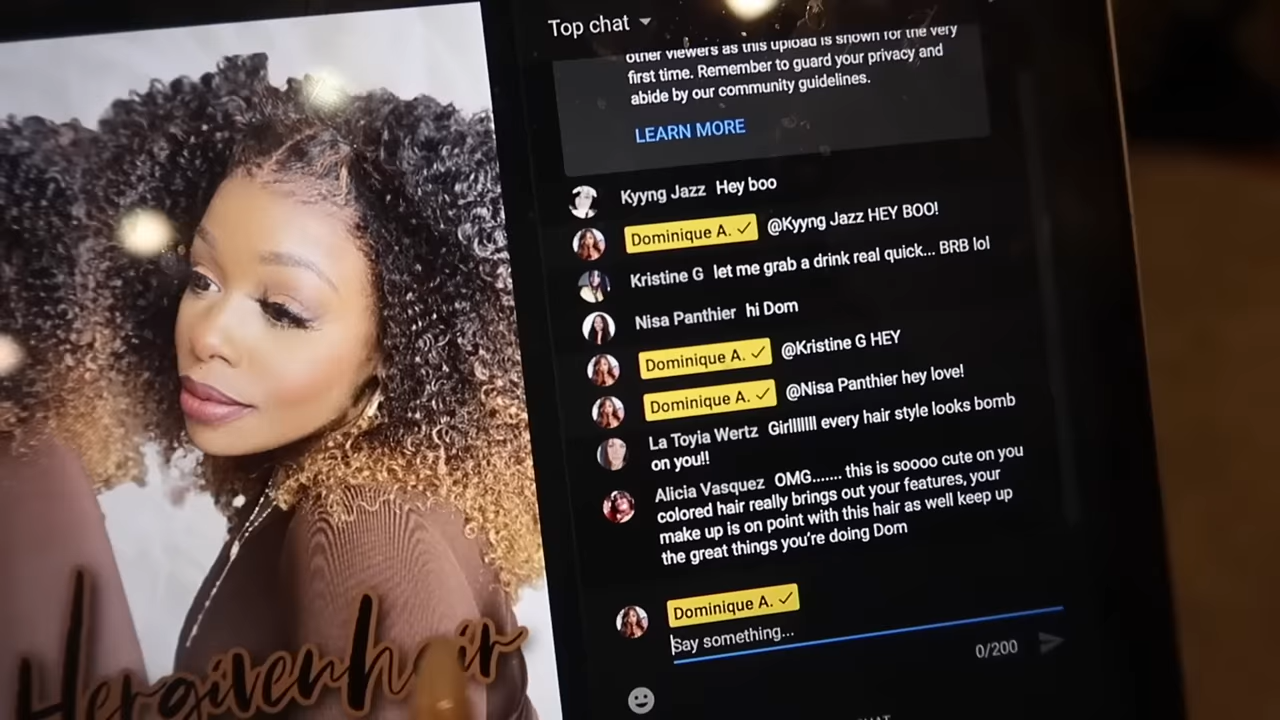 Top chat
other viewers as this upload is shown for the very
first time. Remember to guard your privacy and
abide by our community guidelines.
LEARN MORE
Kyyng Jazz Hey boo
Dominique A. @Kyyng Jazz HEY BOO!
Kristine G let me grab a drink real quick... BRB lol
Nisa Panthier hi Dom
Dominique A. @Kristine G HEY
Dominique A. @Nisa Panthier hey love!
La Toyia Wertz Girlllllll every hair style looks bomb
on you!!
Alicia Vasquez OMG....... this is soooo cute on you
colored hair really brings out your features, your
make up is on point with this hair as well keep up
the great things you're doing Dom
Dominique A.
Say something...
0/200
Hergivenhair